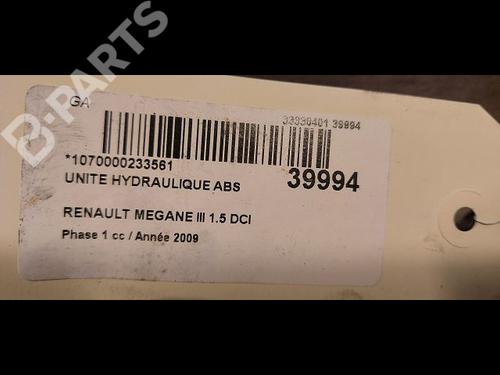 B-PARTS
GA
33330401 39994
*1070000233561
UNITE HYDRAULIQUE ABS
39994
RENAULT MEGANE III 1.5 DCI
Phase 1 cc / Année 2009